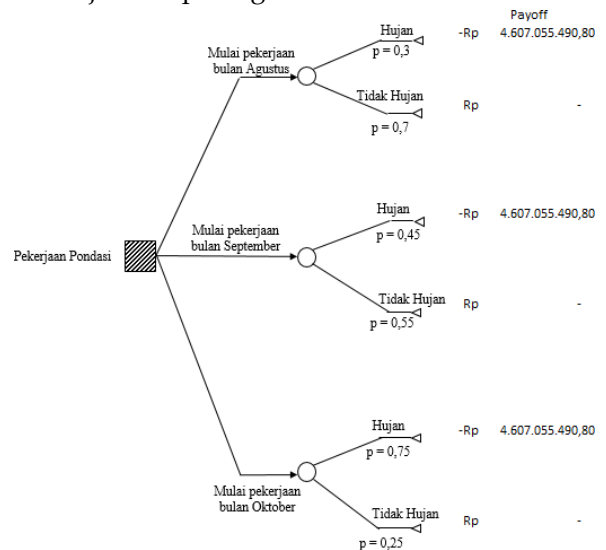 Payoff
Hujan -Rp 4.607.055.490,80
p = 0,3
Mulai pekerjaan
bulan Agustus
Tidak Hujan Rp -
p = 0,7
Hujan -Rp 4.607.055.490,80
p = 0,45
Mulai pekerjaan
bulan September
Pekerjaan Pondasi
Tidak Hujan Rp -
p = 0,55
Hujan -Rp 4.607.055.490,80
p = 0,75
Mulai pekerjaan
bulan Oktober
Tidak Hujan Rp -
p = 0,25